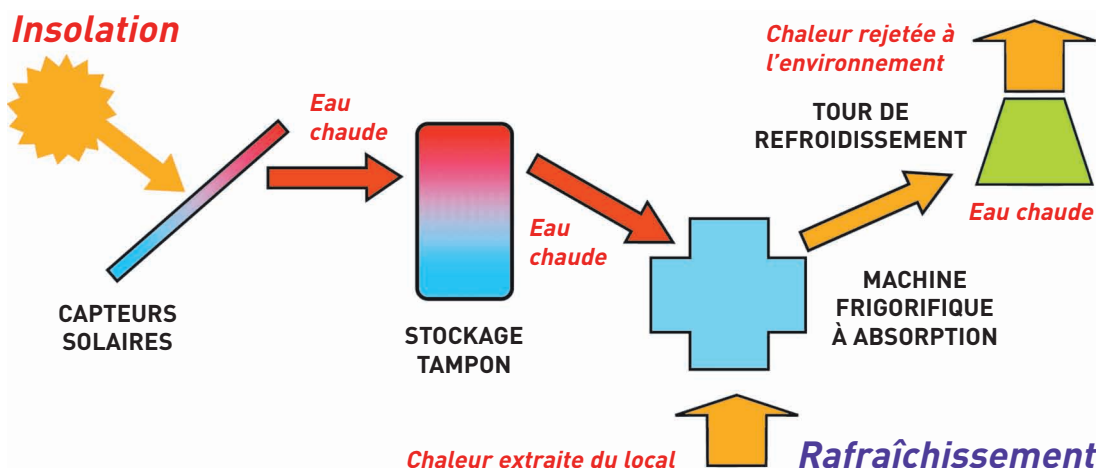 Insolation
Eau
chaude
CAPTEURS
SOLAIRES
STOCKAGE
TAMPON
Eau
chaude
Chaleur rejetée à
l’environnement
TOUR DE
REFROIDISSEMENT
Eau chaude
MACHINE
FRIGORIFIQUE
À ABSORPTION
Chaleur extraite du local
Rafraîchissement